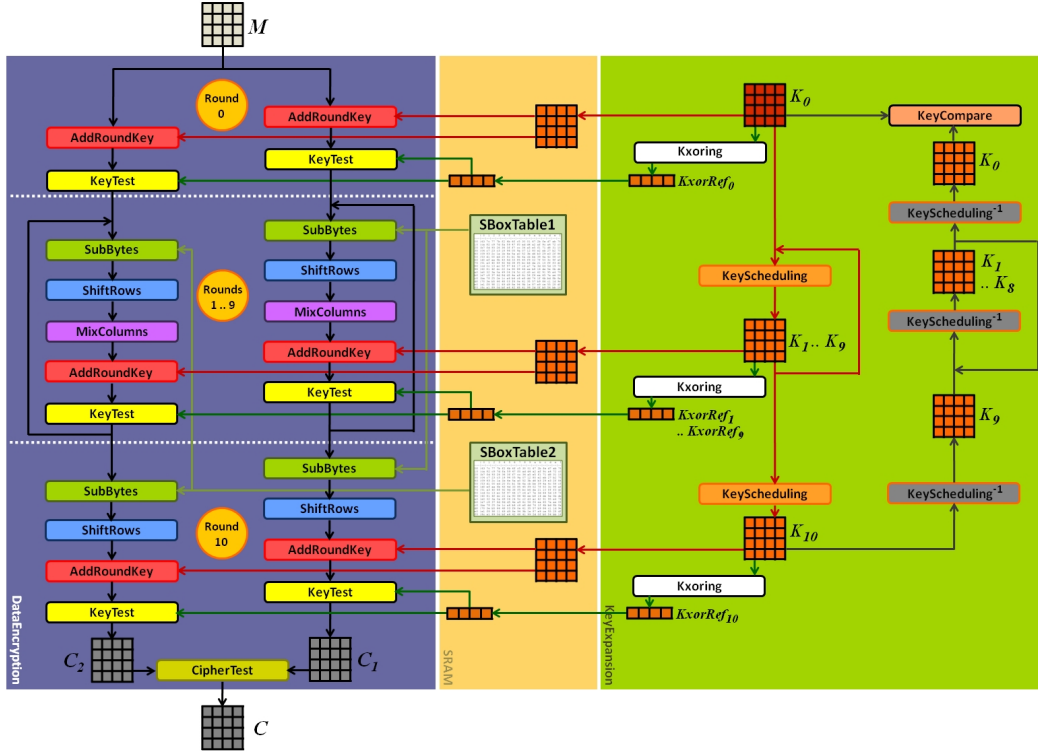 M
Round
0
AddRoundKey
AddRoundKey
KeyTest
KeyTest
SubBytes
SubBytes
ShiftRows
ShiftRows
Rounds
1 .. 9
MixColumns
MixColumns
AddRoundKey
AddRoundKey
KeyTest
KeyTest
SubBytes
SubBytes
ShiftRows
ShiftRows
Round
10
AddRoundKey
AddRoundKey
KeyTest
KeyTest
C2
C1
CipherTest
C
DataEncryption
SBoxTable1
SBoxTable2
SRAM
K0
Kxoring
KxorRef0
KeyScheduling
K1 .. K9
Kxoring
KxorRef1
.. KxorRef9
KeyScheduling
K10
Kxoring
KxorRef10
KeyExpansion
KeyCompare
K0
KeyScheduling-1
K1
.. K8
KeyScheduling-1
K9
KeyScheduling-1